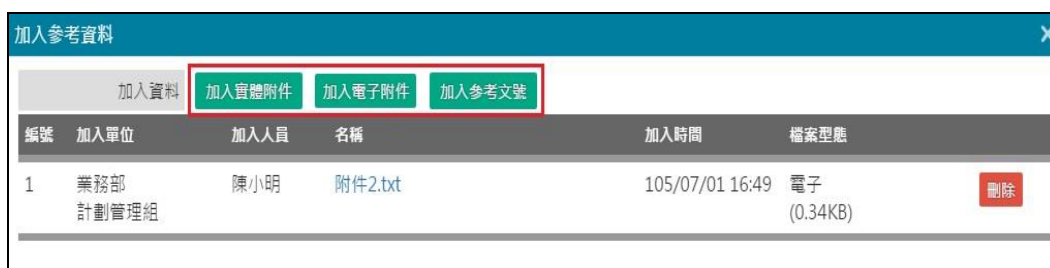 加入參考資料
加入資料 加入實體附件 加入電子附件 加入參考文號
編號 加入單位 加入人員 名稱 加入時間 檔案型態
1 業務部 陳小明 附件2.txt 105/07/01 16:49 電子 刪除
計劃管理組 (0.34KB)